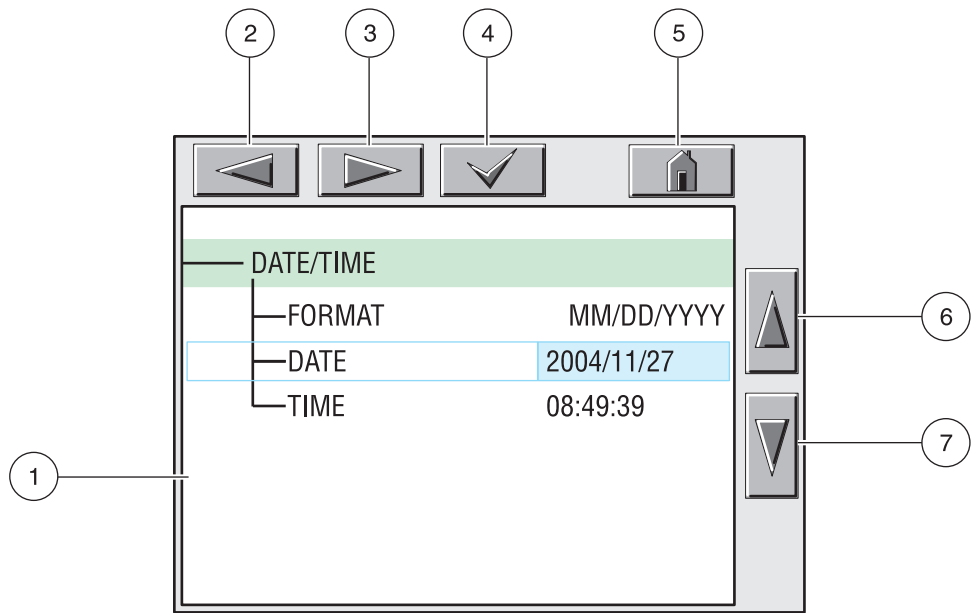 2 3 4 5
DATE/TIME
FORMAT MM/DD/YYYY
6
DATE 2004/11/27
TIME 08:49:39
7
1